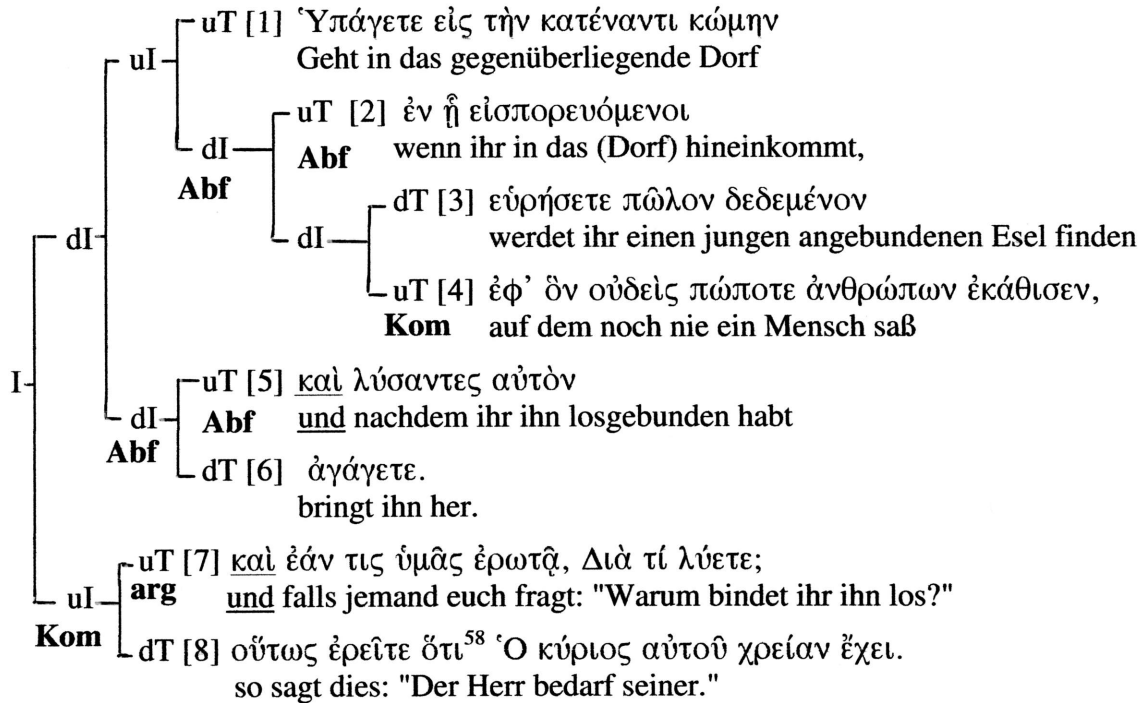 uT [1] Ὑπάγετε εἰς τὴν κατέναντι κώμην
uI
Geht in das gegenüberliegende Dorf
uT [2] ἐν ᾗ εἰσπορευόμενοι
dI Abf wenn ihr in das (Dorf) hineinkommt,
Abf
dT [3] εὑρήσετε πῶλον δεδεμένον
dI dI werdet ihr einen jungen angebundenen Esel finden
uT [4] ἐφ’ ὃν οὐδεὶς πώποτε ἀνθρώπων ἐκάθισεν,
Kom auf dem noch nie ein Mensch saß
I uT [5] καὶ λύσαντες αὐτὸν
dI Abf und nachdem ihr ihn losgebunden habt
Abf
dT [6] ἀγάγετε.
bringt ihn her.
uT [7] καὶ ἐάν τις ὑμᾶς ἐρωτᾷ, Διὰ τί λύετε;
uI arg und falls jemand euch fragt: "Warum bindet ihr ihn los?"
Kom
dT [8] οὕτως ἐρεῖτε ὅτι⁵⁸ Ὁ κύριος αὐτοῦ χρείαν ἔχει.
so sagt dies: "Der Herr bedarf seiner."